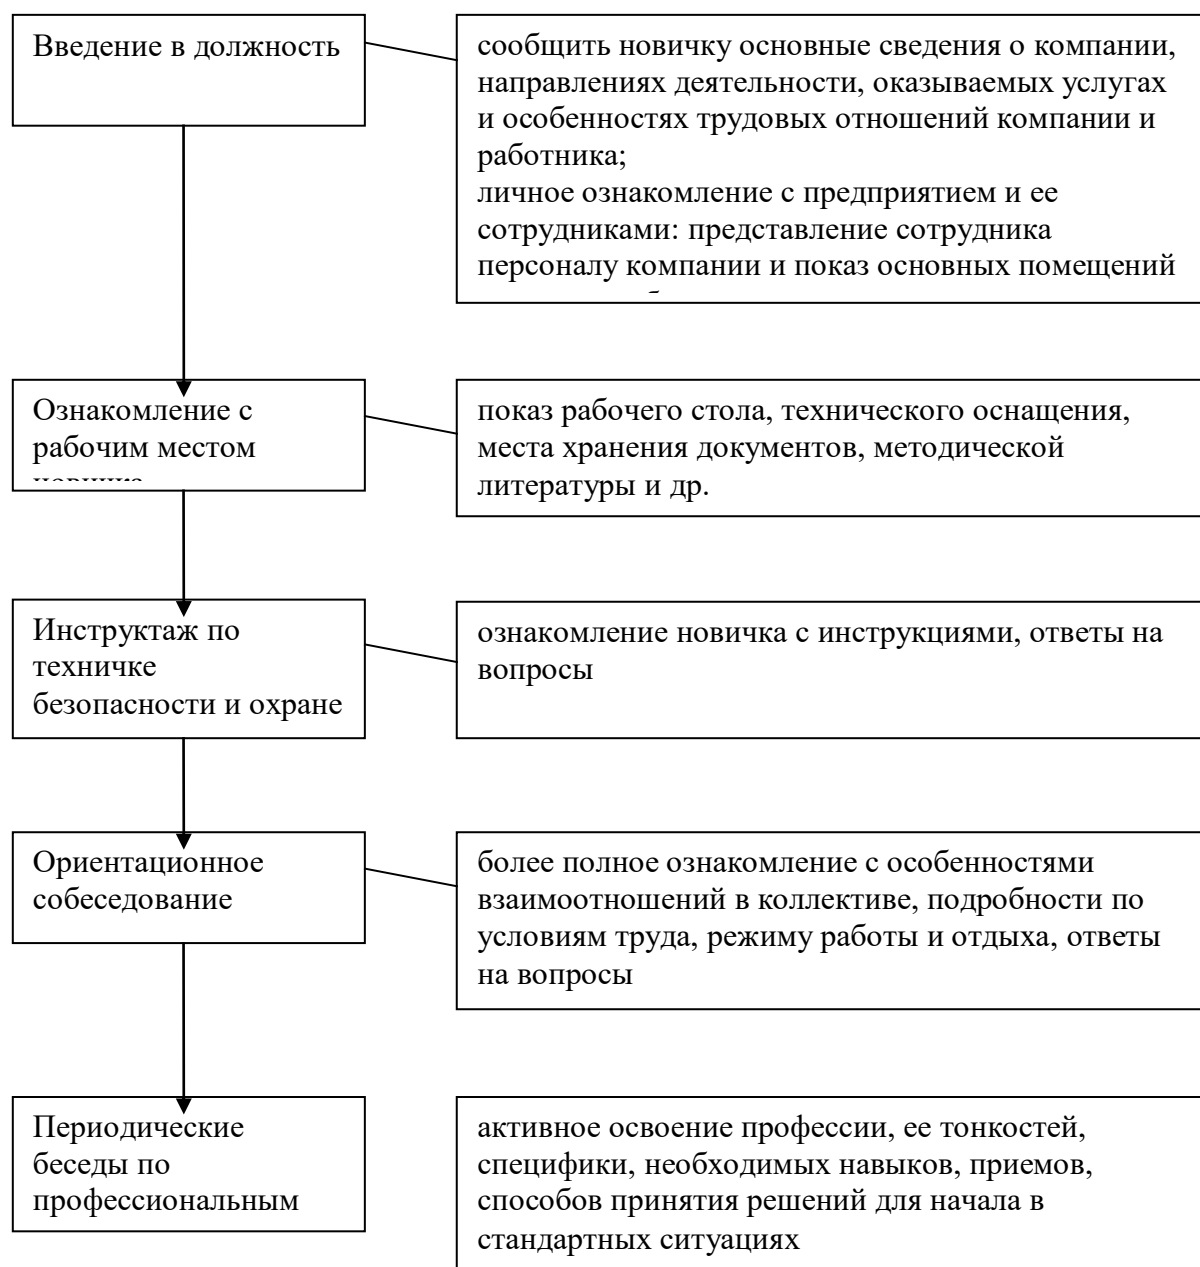 Введение в должность
сообщить новичку основные сведения о компании,
направлениях деятельности, оказываемых услугах
и особенностях трудовых отношений компании и
работника;
личное ознакомление с предприятием и ее
сотрудниками: представление сотрудника
персоналу компании и показ основных помещений
Ознакомление с
рабочим местом
показ рабочего стола, технического оснащения,
места хранения документов, методической
литературы и др.
Инструктаж по
техничке
безопасности и охране
ознакомление новичка с инструкциями, ответы на
вопросы
Ориентационное
собеседование
более полное ознакомление с особенностями
взаимоотношений в коллективе, подробности по
условиям труда, режиму работы и отдыха, ответы
на вопросы
Периодические
беседы по
профессиональным
активное освоение профессии, ее тонкостей,
специфики, необходимых навыков, приемов,
способов принятия решений для начала в
стандартных ситуациях